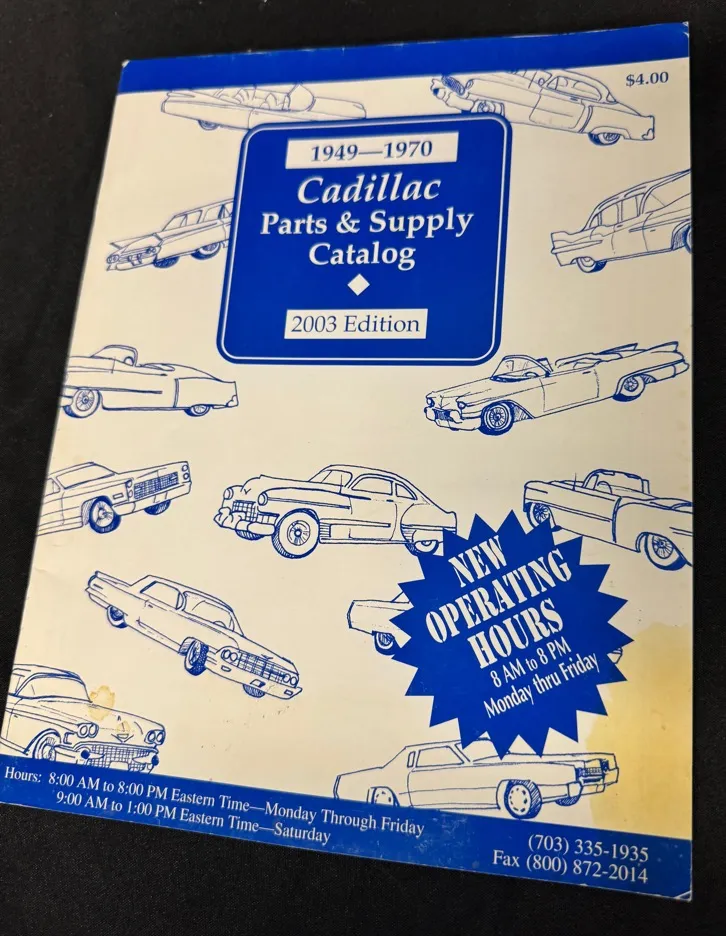 $4.00
1949—1970
Cadillac
Parts & Supply
Catalog
2003 Edition
NEW
OPERATING
HOURS
8 AM to 8 PM
Monday thru Friday
Hours: 8:00 AM to 8:00 PM Eastern Time—Monday Through Friday
9:00 AM to 1:00 PM Eastern Time—Saturday
(703) 335-1935
Fax (800) 872-2014